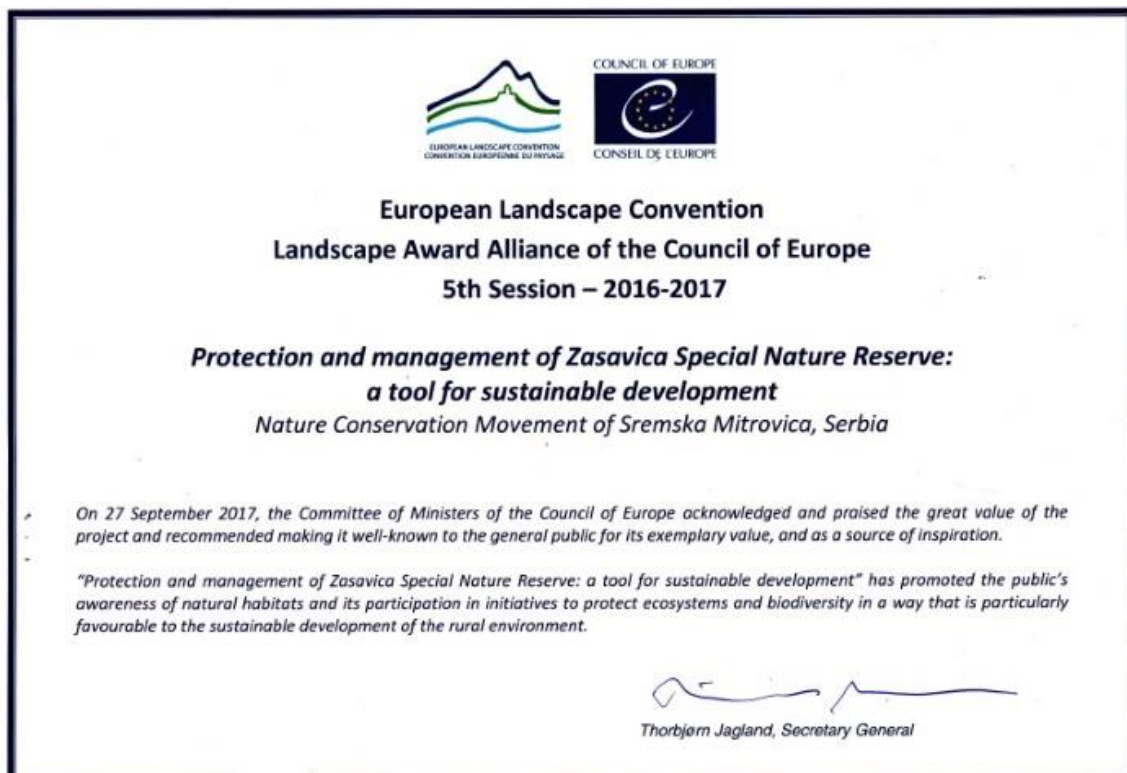 COUNCIL OF EUROPE
EUROPEAN LANDSCAPE CONVENTION
CONVENTION EUROPÉENNE DU PAYSAGE
CONSEIL DE L'EUROPE
European Landscape Convention
Landscape Award Alliance of the Council of Europe
5th Session – 2016-2017
Protection and management of Zasavica Special Nature Reserve:
a tool for sustainable development
Nature Conservation Movement of Sremska Mitrovica, Serbia
On 27 September 2017, the Committee of Ministers of the Council of Europe acknowledged and praised the great value of the
project and recommended making it well-known to the general public for its exemplary value, and as a source of inspiration.
"Protection and management of Zasavica Special Nature Reserve: a tool for sustainable development" has promoted the public's
awareness of natural habitats and its participation in initiatives to protect ecosystems and biodiversity in a way that is particularly
favourable to the sustainable development of the rural environment.
Thorbjørn Jagland, Secretary General